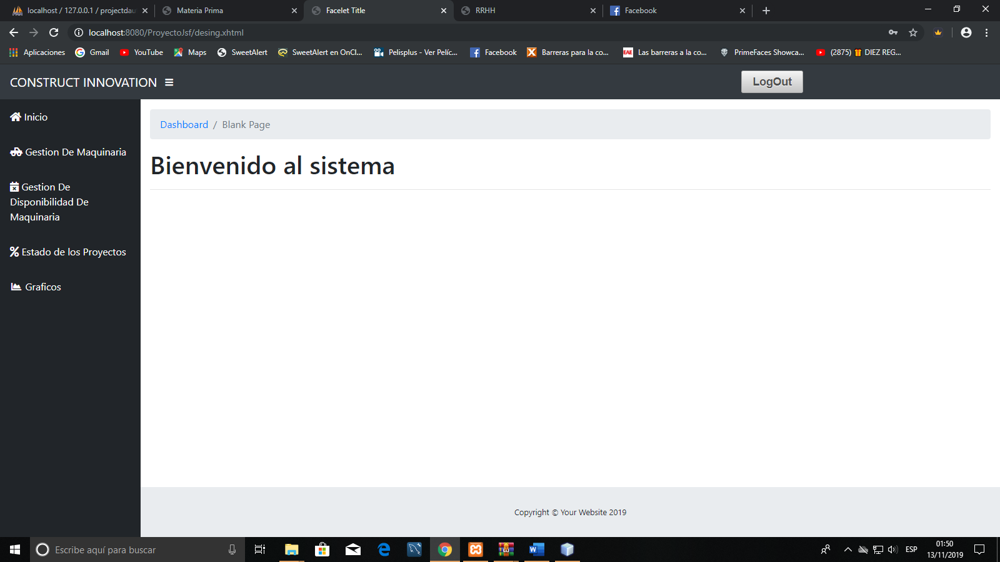 localhost / 127.0.0.1 / projectdau
Materia Prima
Facelet Title
RRHH
Facebook
localhost:8080/ProyectoJsf/desing.xhtml
Aplicaciones
Gmail
YouTube
Maps
SweetAlert
SweetAlert en OnCl...
Pelisplus - Ver Pelíc...
Facebook
Barreras para la co...
Las barreras a la co...
PrimeFaces Showca...
(2875) 🎁 DIEZ REG...
CONSTRUCT INNOVATION
LogOut
Inicio
Gestion De Maquinaria
Gestion De
Disponibilidad De
Maquinaria
Estado de los Proyectos
Graficos
Dashboard / Blank Page
Bienvenido al sistema
Copyright © Your Website 2019
Escribe aquí para buscar
ESP
01:50
13/11/2019